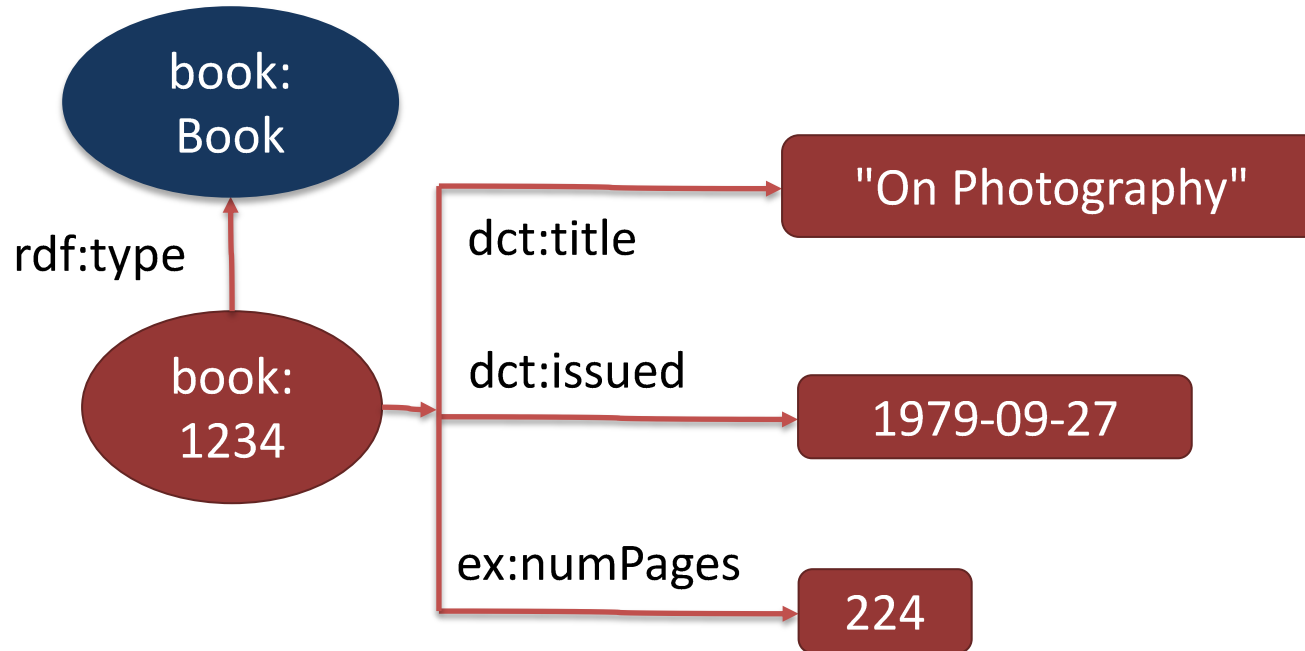 book:
Book
rdf:type
book:
1234
dct:title
"On Photography"
dct:issued
1979-09-27
ex:numPages
224